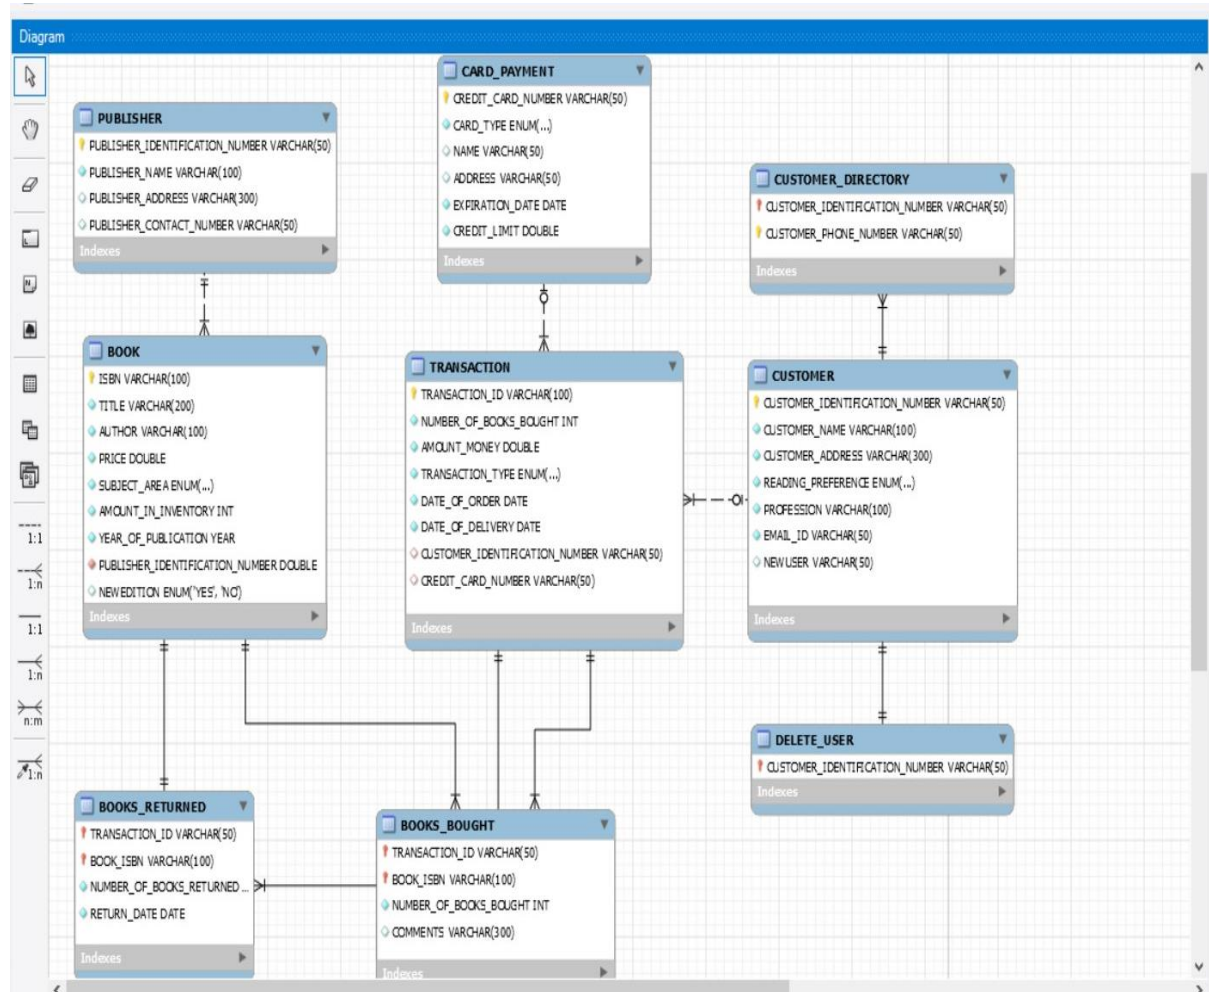 Diagram
1:1
1:n
1:1
1:n
n:m
1:n
PUBLISHER
PUBLISHER_IDENTIFICATION_NUMBER VARCHAR(50)
PUBLISHER_NAME VARCHAR(100)
PUBLISHER_ADDRESS VARCHAR(300)
PUBLISHER_CONTACT_NUMBER VARCHAR(50)
Indexes
CARD_PAYMENT
CREDIT_CARD_NUMBER VARCHAR(50)
CARD_TYPE ENUM(...)
NAME VARCHAR(50)
ADDRESS VARCHAR(50)
EXPIRATION_DATE DATE
CREDIT_LIMIT DOUBLE
Indexes
CUSTOMER_DIRECTORY
CUSTOMER_IDENTIFICATION_NUMBER VARCHAR(50)
CUSTOMER_PHONE_NUMBER VARCHAR(50)
Indexes
BOOK
ISBN VARCHAR(100)
TITLE VARCHAR(200)
AUTHOR VARCHAR(100)
PRICE DOUBLE
SUBJECT_AREA ENUM(...)
AMOUNT_IN_INVENTORY INT
YEAR_OF_PUBLICATION YEAR
PUBLISHER_IDENTIFICATION_NUMBER DOUBLE
NEWEDITION ENUM('YES', 'NO')
Indexes
TRANSACTION
TRANSACTION_ID VARCHAR(100)
NUMBER_OF_BOOKS_BOUGHT INT
AMOUNT_MONEY DOUBLE
TRANSACTION_TYPE ENUM(...)
DATE_OF_ORDER DATE
DATE_OF_DELIVERY DATE
CUSTOMER_IDENTIFICATION_NUMBER VARCHAR(50)
CREDIT_CARD_NUMBER VARCHAR(50)
Indexes
CUSTOMER
CUSTOMER_IDENTIFICATION_NUMBER VARCHAR(50)
CUSTOMER_NAME VARCHAR(100)
CUSTOMER_ADDRESS VARCHAR(300)
READING_PREFERENCE ENUM(...)
PROFESSION VARCHAR(100)
EMAIL_ID VARCHAR(50)
NEWUSER VARCHAR(50)
Indexes
DELETE_USER
CUSTOMER_IDENTIFICATION_NUMBER VARCHAR(50)
Indexes
BOOKS_RETURNED
TRANSACTION_ID VARCHAR(50)
BOOK_ISBN VARCHAR(100)
NUMBER_OF_BOOKS_RETURNED ...
RETURN_DATE DATE
Indexes
BOOKS_BOUGHT
TRANSACTION_ID VARCHAR(50)
BOOK_ISBN VARCHAR(100)
NUMBER_OF_BOOKS_BOUGHT INT
COMMENTS VARCHAR(300)
Indexes